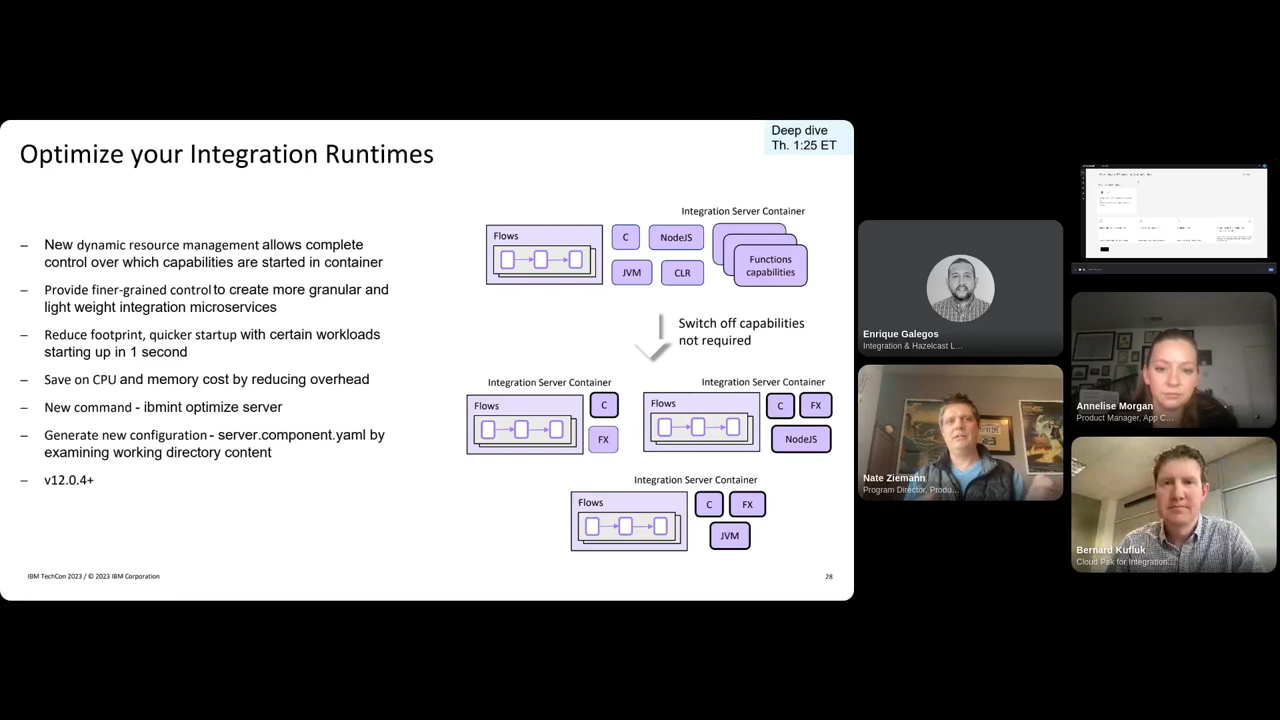 Optimize your Integration Runtimes
Deep dive
Th. 1:25 ET
– New dynamic resource management allows complete
control over which capabilities are started in container
– Provide finer-grained control to create more granular and
light weight integration microservices
– Reduce footprint, quicker startup with certain workloads
starting up in 1 second
– Save on CPU and memory cost by reducing overhead
– New command - ibmint optimize server
– Generate new configuration - server.component.yaml by
examining working directory content
– v12.0.4+
Integration Server Container
Flows
C
NodeJS
JVM
CLR
Functions
capabilities
Switch off capabilities
not required
Integration Server Container
Flows
C
FX
Integration Server Container
Flows
C
FX
NodeJS
Integration Server Container
Flows
C
FX
JVM
IBM TechCon 2023 / © 2023 IBM Corporation
28
Enrique Galegos
Integration & Hazelcast L...
Nate Ziemann
Program Director, Produ...
Annelise Morgan
Product Manager, App C...
Bernard Kufluk
Cloud Pak for Integration...